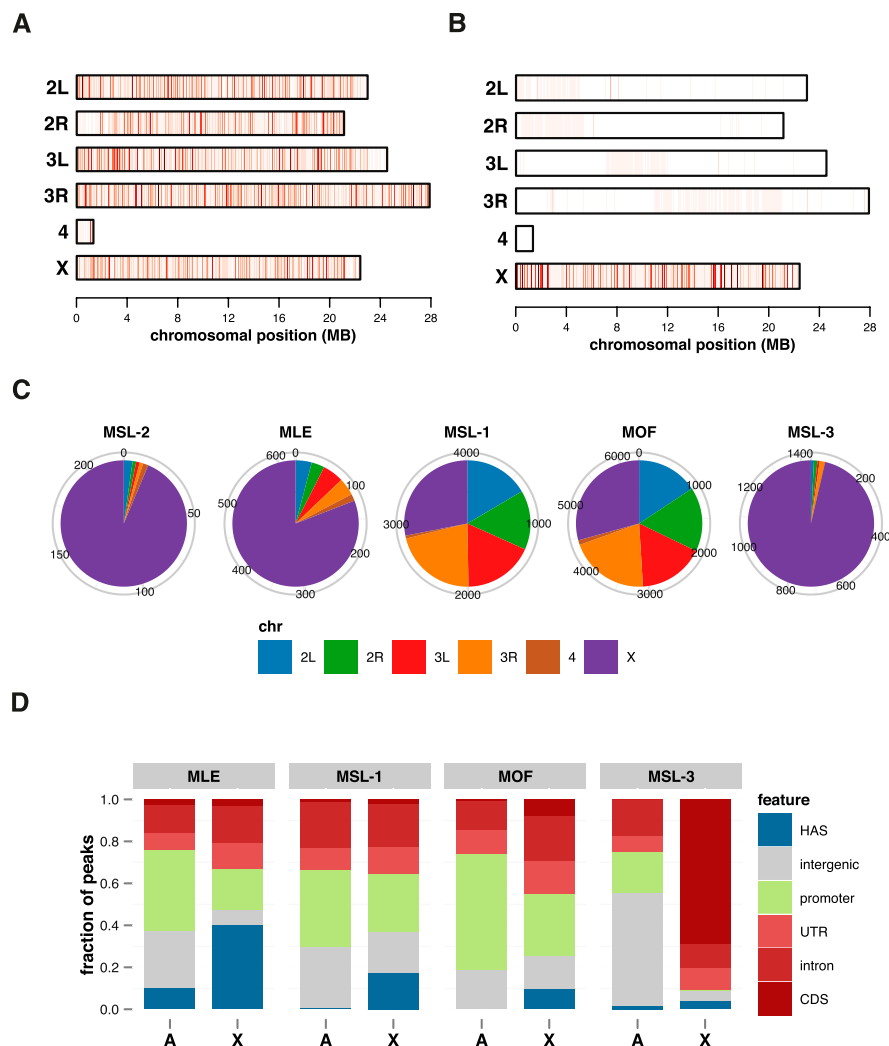 A
B
2L
2R
3L
3R
4
X
0 4 8 12 16 20 24 28
chromosomal position (MB)
2L
2R
3L
3R
4
X
0 4 8 12 16 20 24 28
chromosomal position (MB)
C
MSL-2
0
50
100
150
200
MLE
0
100
200
300
400
500
600
MSL-1
4000
1000
2000
3000
MOF
0
1000
2000
3000
4000
5000
6000
MSL-3
1400
200
400
600
800
1000
1200
chr
2L 2R 3L 3R 4 X
D
MLE MSL-1 MOF MSL-3
fraction of peaks
1.0
0.8
0.6
0.4
0.2
0.0
A X A X A X A X
feature
HAS
intergenic
promoter
UTR
intron
CDS